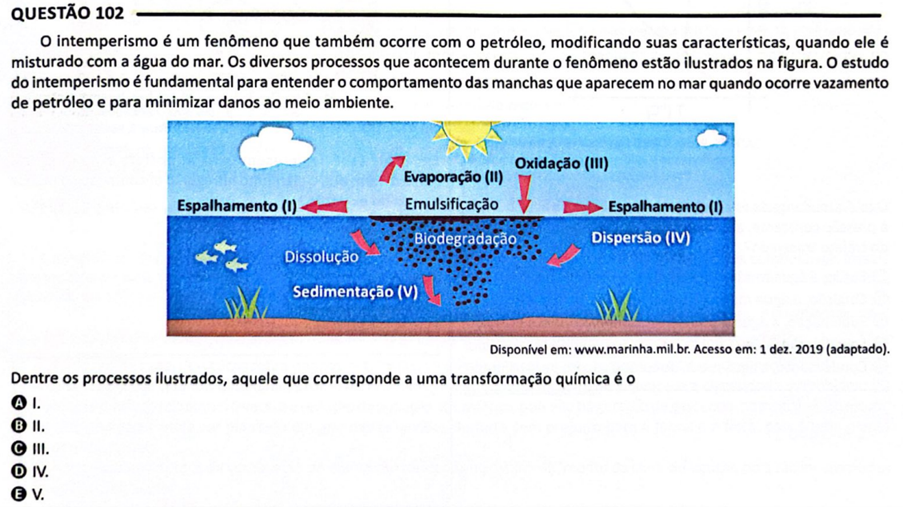 QUESTÃO 102
O intemperismo é um fenômeno que também ocorre com o petróleo, modificando suas características, quando ele é
misturado com a água do mar. Os diversos processos que acontecem durante o fenômeno estão ilustrados na figura. O estudo
do intemperismo é fundamental para entender o comportamento das manchas que aparecem no mar quando ocorre vazamento
de petróleo e para minimizar danos ao meio ambiente.
Oxidação (III)
Evaporação (II)
Espalhamento (I)
Emulsificação
Espalhamento (I)
Biodegradação
Dispersão (IV)
Dissolução
Sedimentação (V)
Disponível em: www.marinha.mil.br. Acesso em: 1 dez. 2019 (adaptado).
Dentre os processos ilustrados, aquele que corresponde a uma transformação química é o
A I.
B II.
C III.
D IV.
E V.